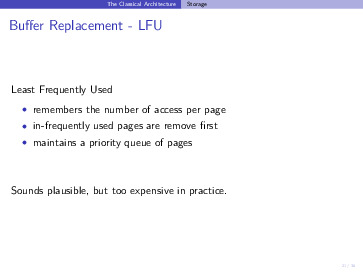 The Classical Architecture Storage
Buffer Replacement - LFU
Least Frequently Used
• remembers the number of access per page
• in-frequently used pages are remove first
• maintains a priority queue of pages
Sounds plausible, but too expensive in practice.